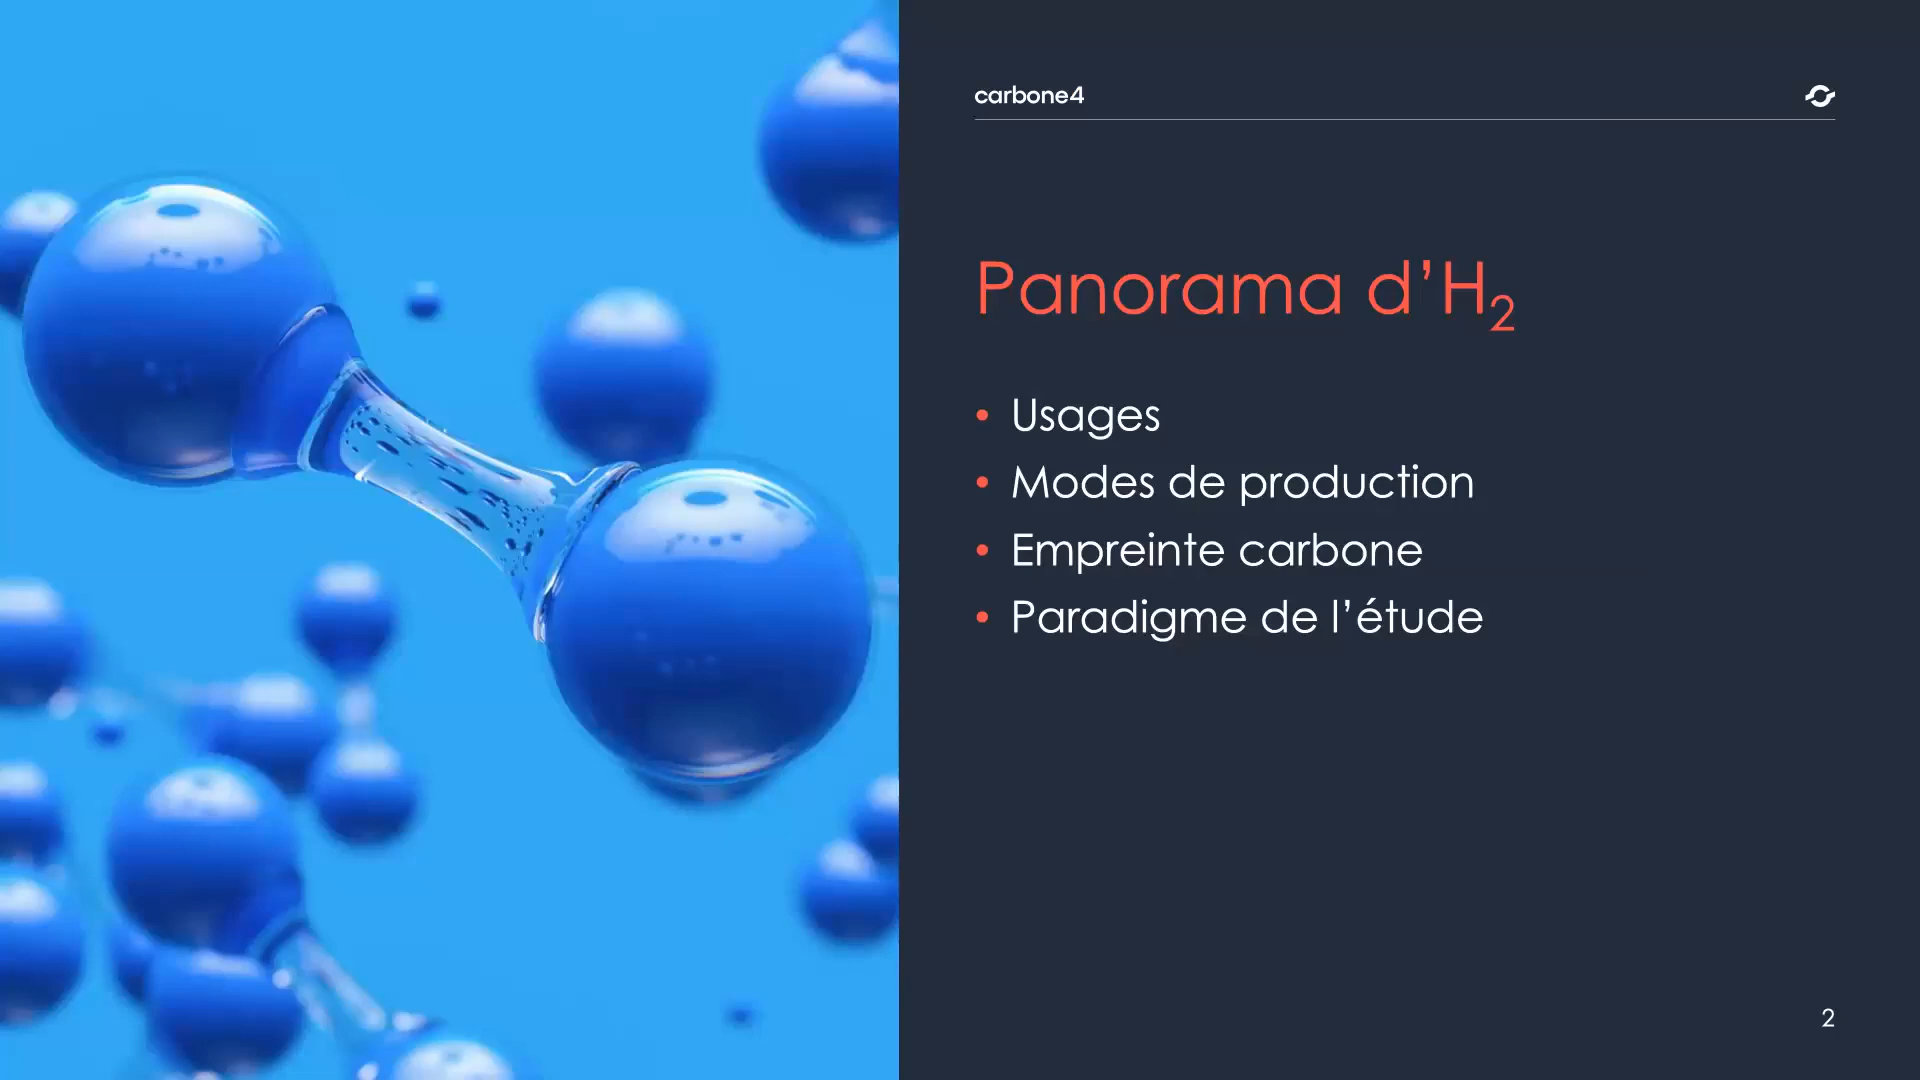 carbone4
Panorama d’H₂
• Usages
• Modes de production
• Empreinte carbone
• Paradigme de l’étude
2